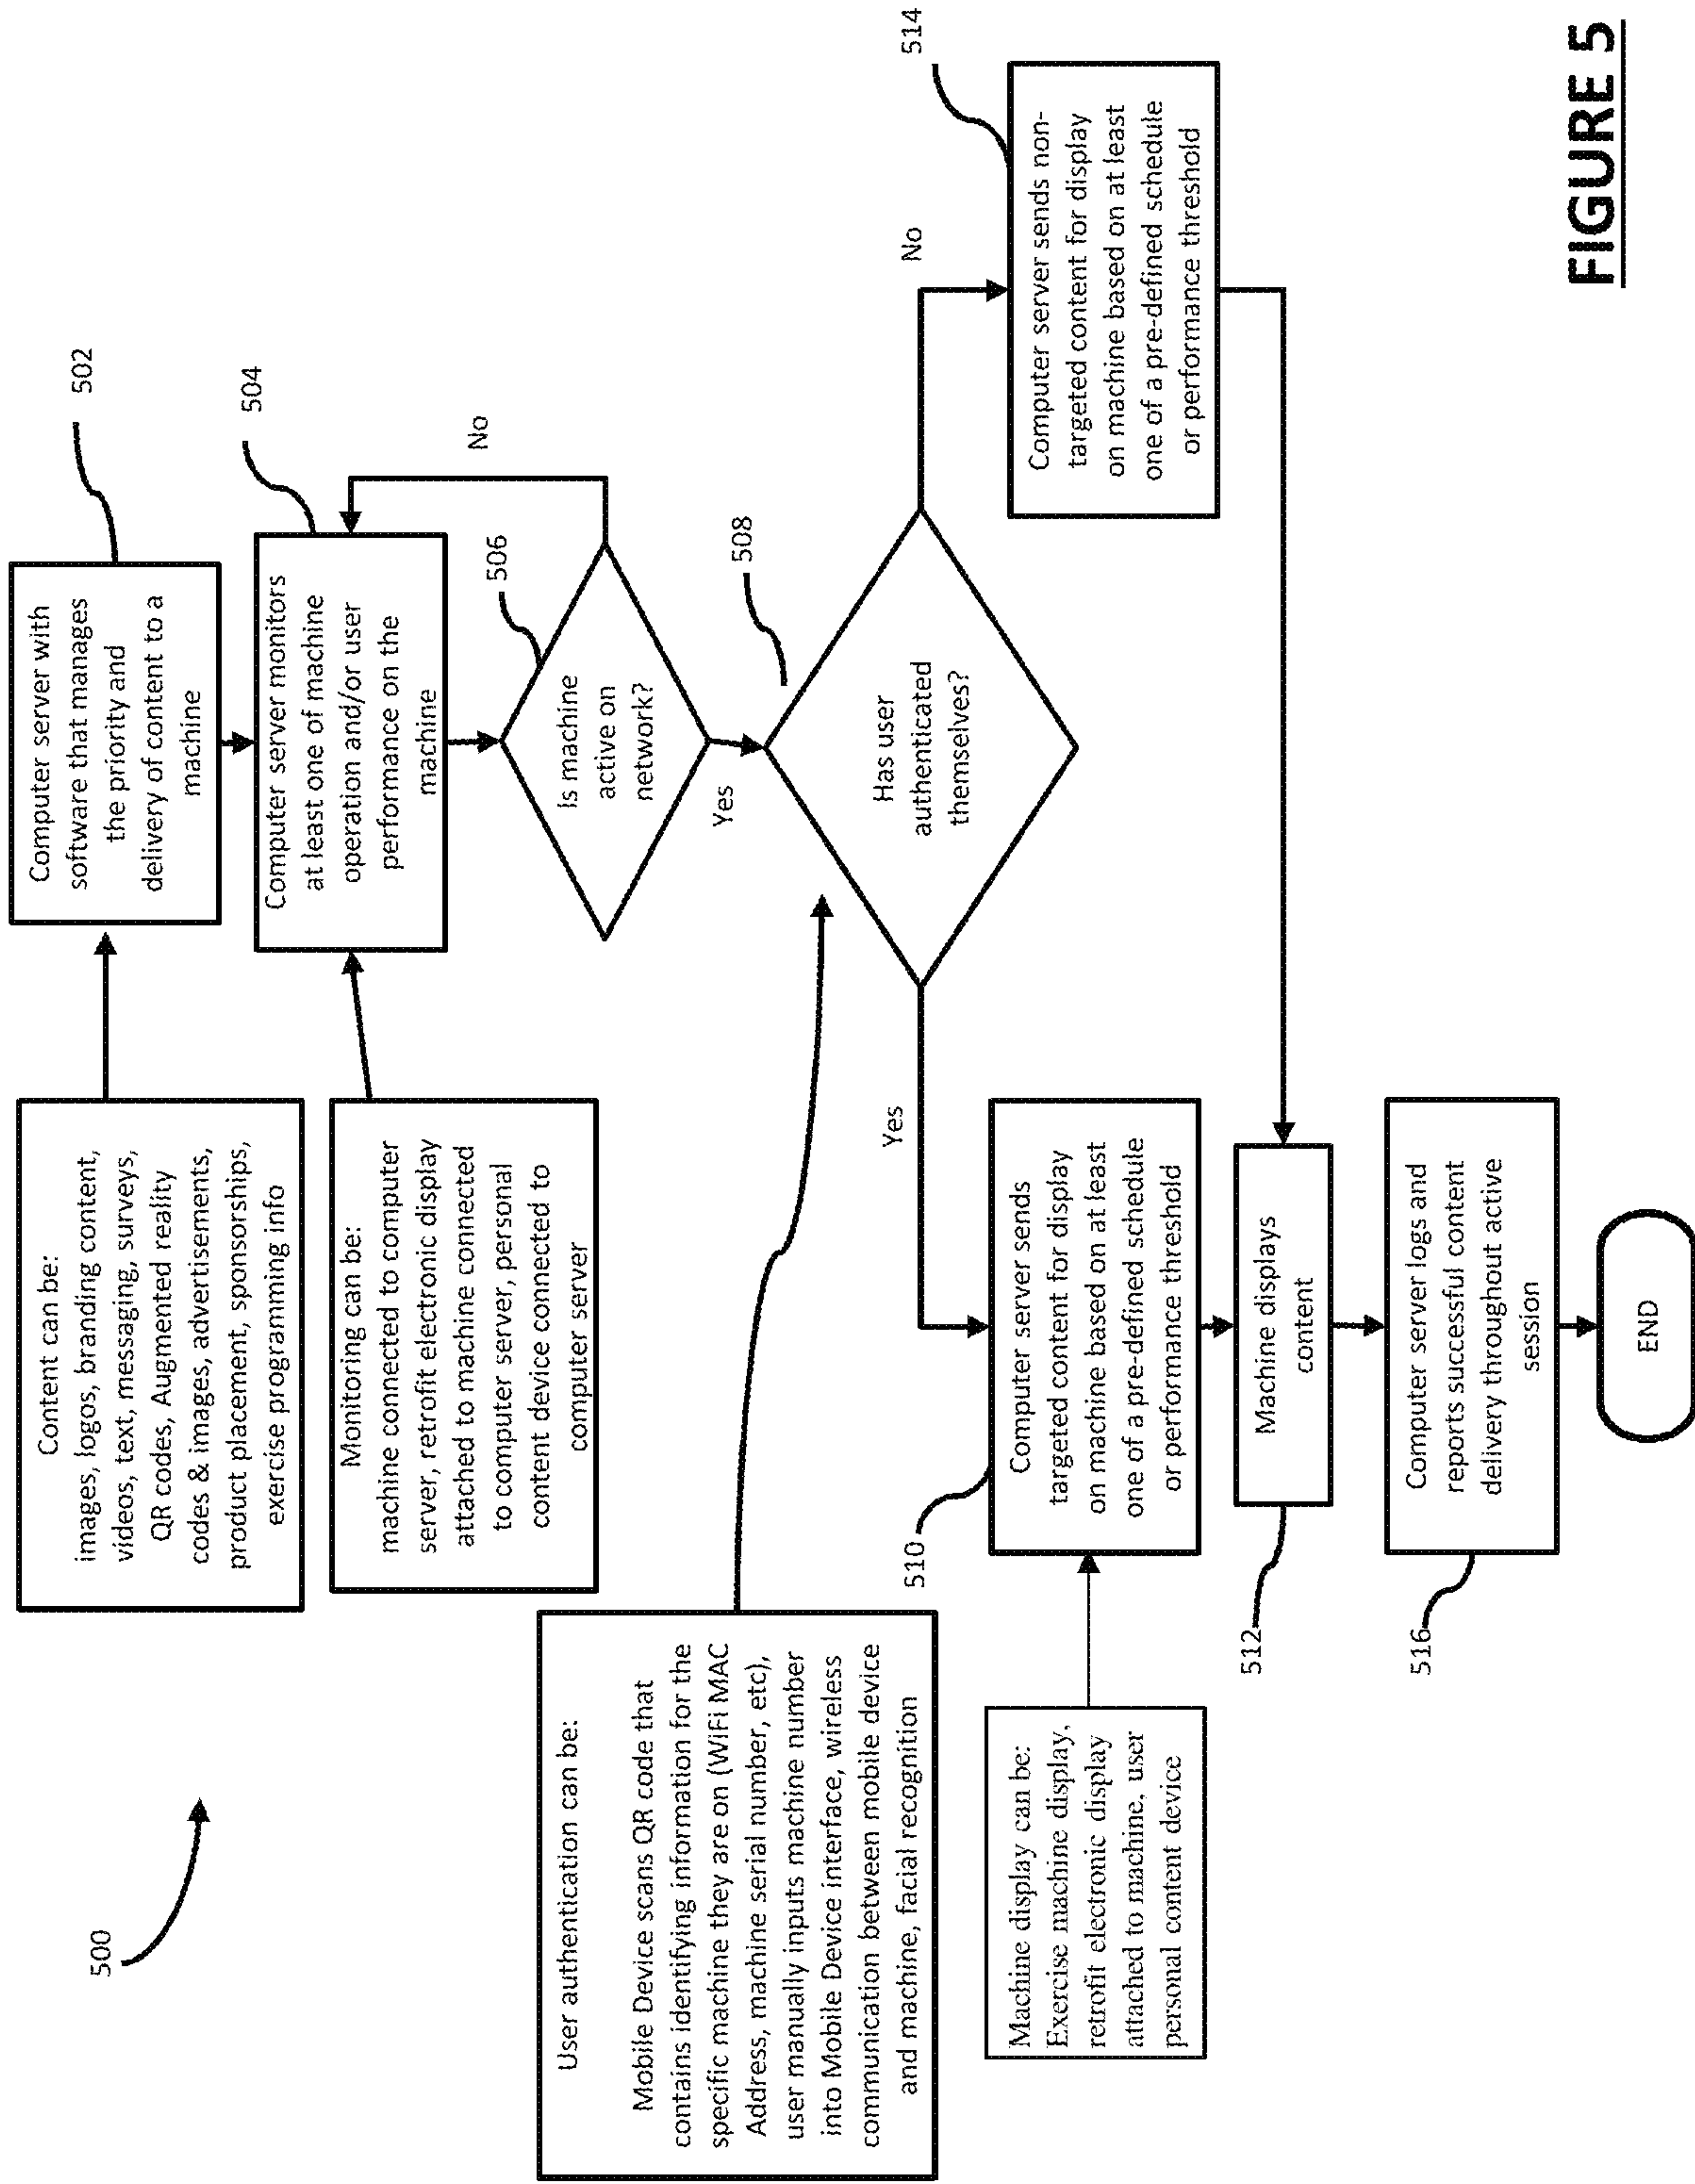 500
Content can be:
images, logos, branding content,
videos, text, messaging, surveys,
QR codes, Augmented reality
codes & images, advertisements,
product placement, sponsorships,
exercise programming info
Computer server with
software that manages
the priority and
delivery of content to a
machine
502
Monitoring can be:
machine connected to computer
server, retrofit electronic display
attached to machine connected
to computer server, personal
content device connected to
computer server
Computer server monitors
at least one of machine
operation and/or user
performance on the
machine
504
No
506
Is machine
active on
network?
Yes
User authentication can be:
Mobile Device scans QR code that
contains identifying information for the
specific machine they are on (WiFi MAC
Address, machine serial number, etc),
user manually inputs machine number
into Mobile Device interface, wireless
communication between mobile device
and machine, facial recognition
508
Has user
authenticated
themselves?
Yes
No
Machine display can be:
Exercise machine display,
retrofit electronic display
attached to machine, user
personal content device
510
Computer server sends
targeted content for display
on machine based on at least
one of a pre-defined schedule
or performance threshold
514
Computer server sends non-
targeted content for display
on machine based on at least
one of a pre-defined schedule
or performance threshold
512
Machine displays
content
516
Computer server logs and
reports successful content
delivery throughout active
session
END
FIGURE 5